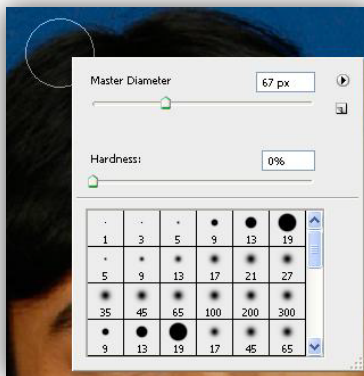 Master Diameter 67 px
Hardness: 0%
1 3 5 9 13 19
5 9 13 17 21 27
35 45 65 100 200 300
9 13 19 17 45 65